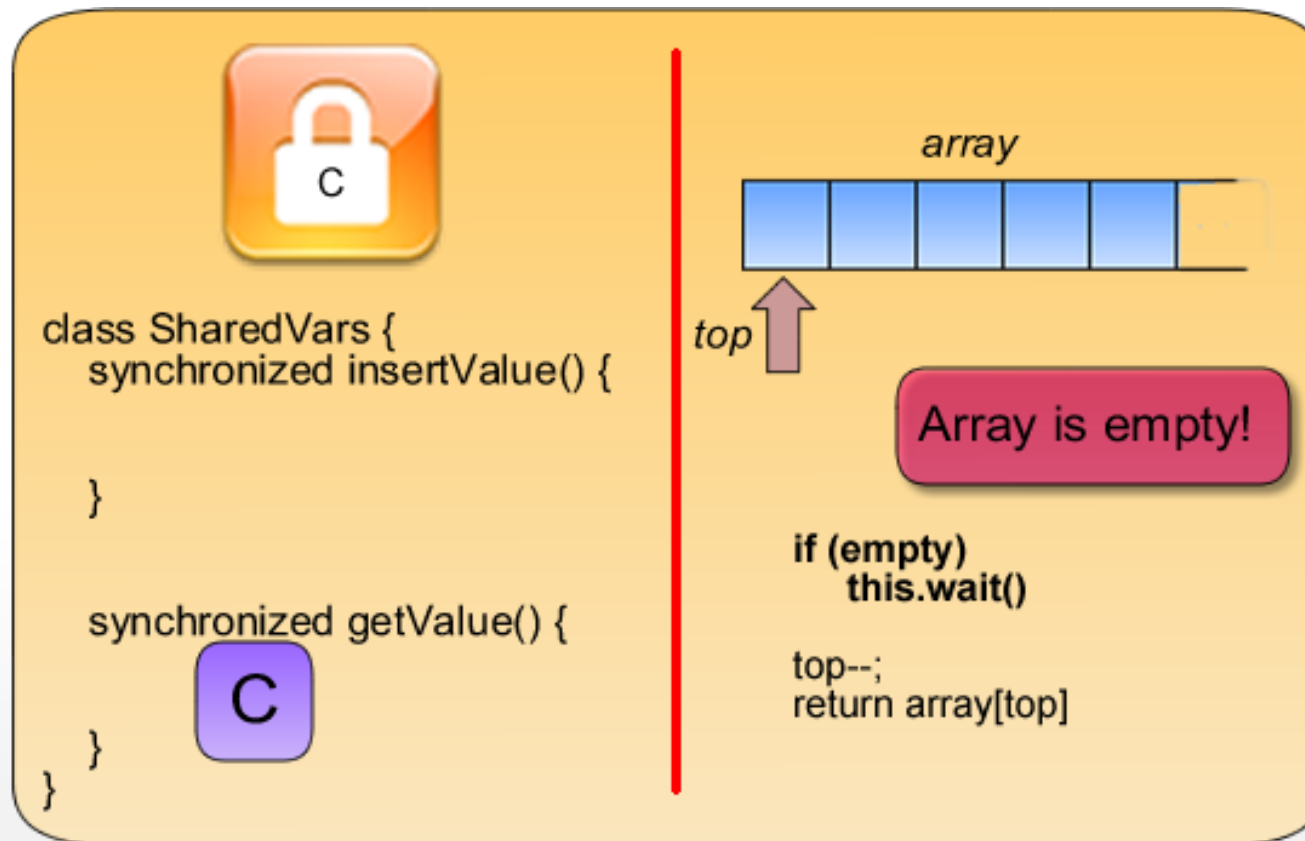 C
class SharedVars {
synchronized insertValue() {
}
synchronized getValue() {
C
}
}
array
top
Array is empty!
if (empty)
this.wait()
top--;
return array[top]